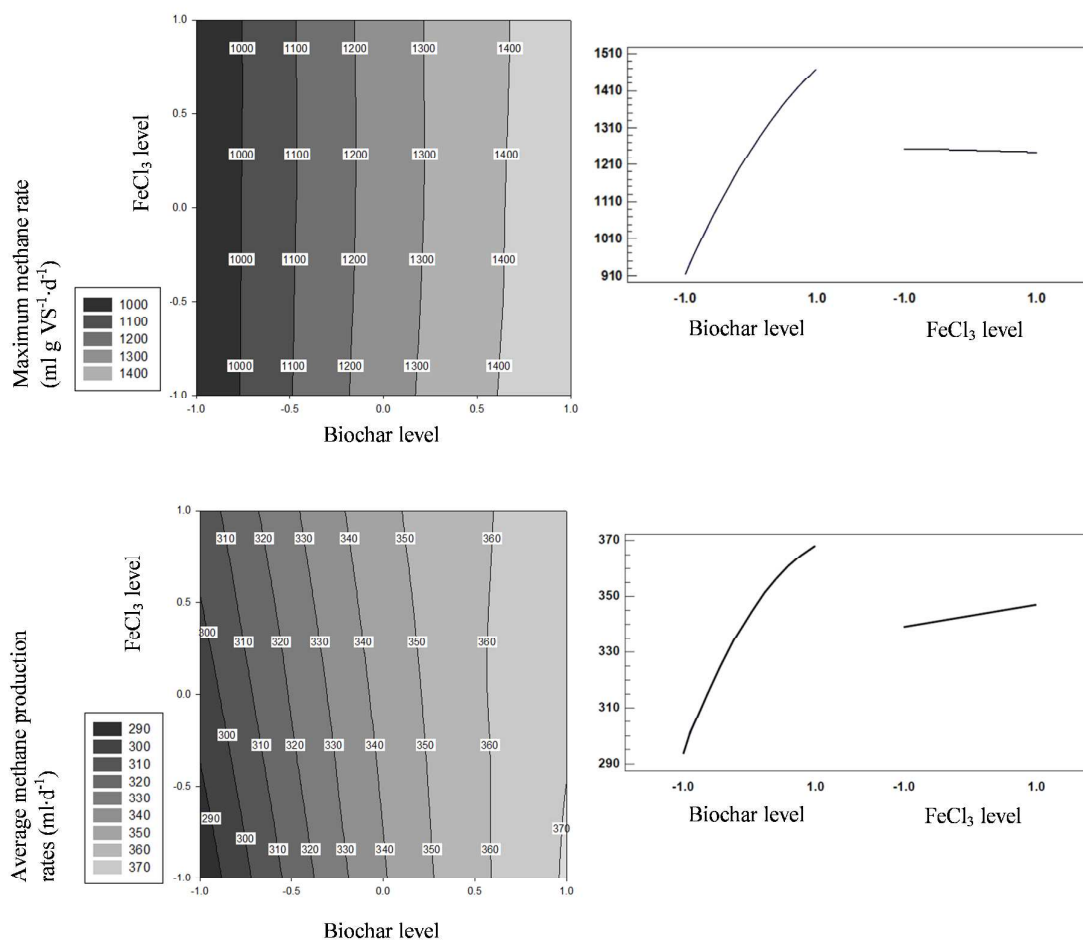 Maximum methane rate
(ml g VS⁻¹·d⁻¹)
1000
1100
1200
1300
1400
FeCl₃ level
1.0
0.5
0.0
-0.5
-1.0
1000 1100 1200 1300 1400
1000 1100 1200 1300 1400
1000 1100 1200 1300 1400
1000 1100 1200 1300 1400
-1.0 -0.5 0.0 0.5 1.0
Biochar level
1510
1410
1310
1210
1110
1010
910
-1.0 1.0 -1.0 1.0
Biochar level FeCl₃ level
Average methane production
rates (ml·d⁻¹)
290
300
310
320
330
340
350
360
370
FeCl₃ level
1.0
0.5
0.0
-0.5
-1.0
310 320 330 340 350 360
300 310 320 330 340 350 360
300 310 320 330 340 350 360
290 300 310 320 330 340 350 360 370
-1.0 -0.5 0.0 0.5 1.0
Biochar level
370
350
330
310
290
-1.0 1.0 -1.0 1.0
Biochar level FeCl₃ level